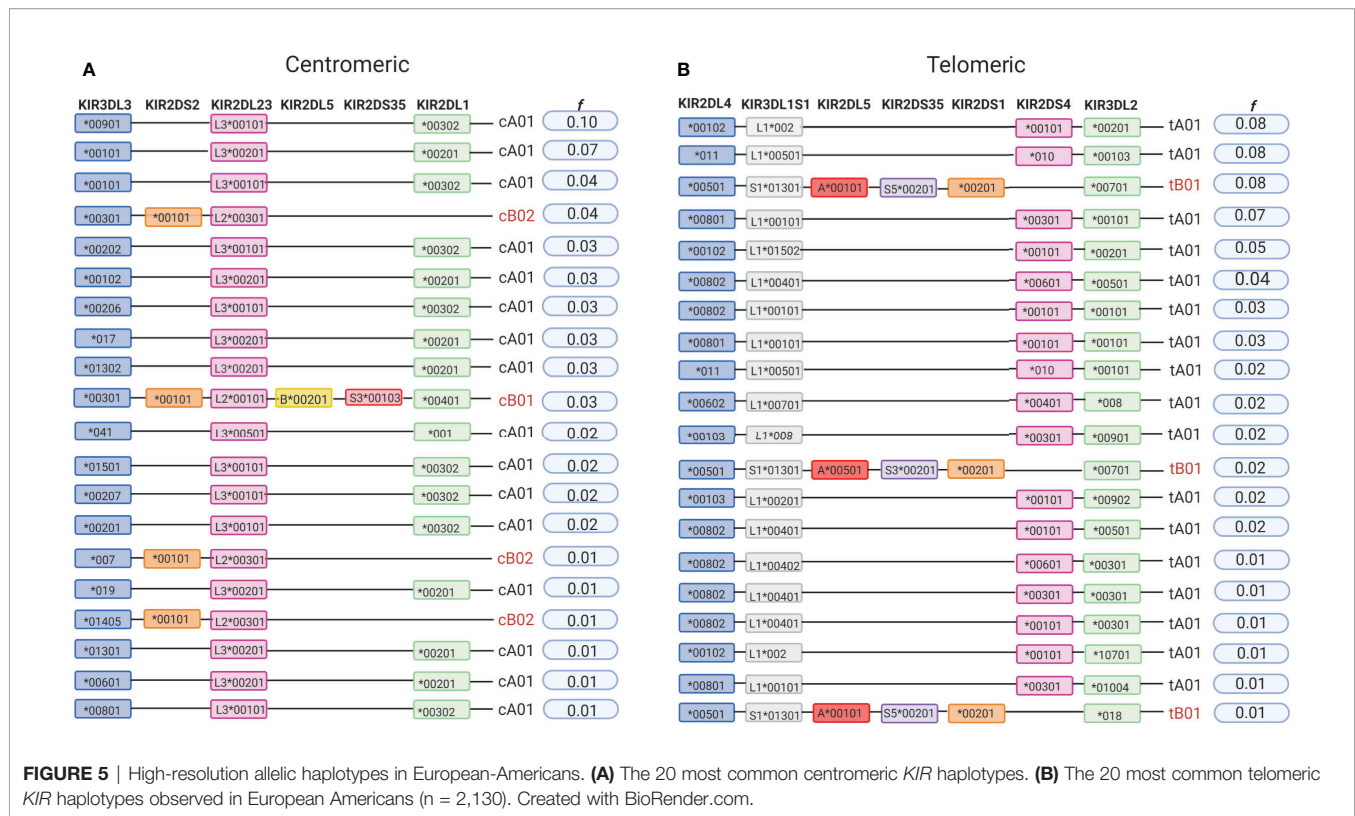 A Centromeric
KIR3DL3 KIR2DS2 KIR2DL23 KIR2DL5 KIR2DS35 KIR2DL1 f
*00901 L3*00101 *00302 cA01 0.10
*00101 L3*00201 *00201 cA01 0.07
*00101 L3*00101 *00302 cA01 0.04
*00301 *00101 L2*00301 cB02 0.04
*00202 L3*00101 *00302 cA01 0.03
*00102 L3*00201 *00201 cA01 0.03
*00206 L3*00101 *00302 cA01 0.03
*017 L3*00201 *00201 cA01 0.03
*01302 L3*00201 *00201 cA01 0.03
*00301 *00101 L2*00101 B*00201 S3*00103 *00401 cB01 0.03
*041 L3*00501 *001 cA01 0.02
*01501 L3*00101 *00302 cA01 0.02
*00207 L3*00101 *00302 cA01 0.02
*00201 L3*00101 *00302 cA01 0.02
*007 *00101 L2*00301 cB02 0.01
*019 L3*00201 *00201 cA01 0.01
*01405 *00101 L2*00301 cB02 0.01
*01301 L3*00201 *00201 cA01 0.01
*00601 L3*00201 *00201 cA01 0.01
*00801 L3*00101 *00302 cA01 0.01
B Telomeric
KIR2DL4 KIR3DL1S1 KIR2DL5 KIR2DS35 KIR2DS1 KIR2DS4 KIR3DL2 f
*00102 L1*002 *00101 *00201 tA01 0.08
*011 L1*00501 *010 *00103 tA01 0.08
*00501 S1*01301 A*00101 S5*00201 *00201 *00701 tB01 0.08
*00801 L1*00101 *00301 *00101 tA01 0.07
*00102 L1*01502 *00101 *00201 tA01 0.05
*00802 L1*00401 *00601 *00501 tA01 0.04
*00802 L1*00101 *00101 *00101 tA01 0.03
*00801 L1*00101 *00101 *00101 tA01 0.03
*011 L1*00501 *010 *00101 tA01 0.02
*00602 L1*00701 *00401 *008 tA01 0.02
*00103 L1*008 *00301 *00901 tA01 0.02
*00501 S1*01301 A*00501 S3*00201 *00201 *00701 tB01 0.02
*00103 L1*00201 *00101 *00902 tA01 0.02
*00802 L1*00401 *00101 *00501 tA01 0.02
*00802 L1*00402 *00601 *00301 tA01 0.01
*00802 L1*00401 *00301 *00301 tA01 0.01
*00802 L1*00401 *00101 *00301 tA01 0.01
*00102 L1*002 *00101 *10701 tA01 0.01
*00801 L1*00101 *00301 *01004 tA01 0.01
*00501 S1*01301 A*00101 S5*00201 *00201 *018 tB01 0.01
FIGURE 5 | High-resolution allelic haplotypes in European-Americans. (A) The 20 most common centromeric KIR haplotypes. (B) The 20 most common telomeric
KIR haplotypes observed in European Americans (n = 2,130). Created with BioRender.com.